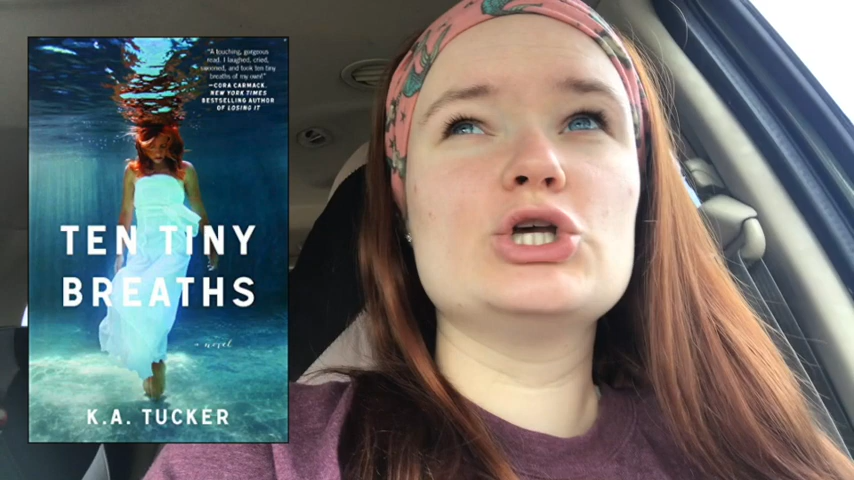 "A touching, gorgeous
read. I laughed, cried,
swooned, and took ten tiny
breaths of my own!"
—CORA CARMACK,
NEW YORK TIMES
BESTSELLING AUTHOR
OF LOSING IT
TEN TINY
BREATHS
a novel
K.A. TUCKER